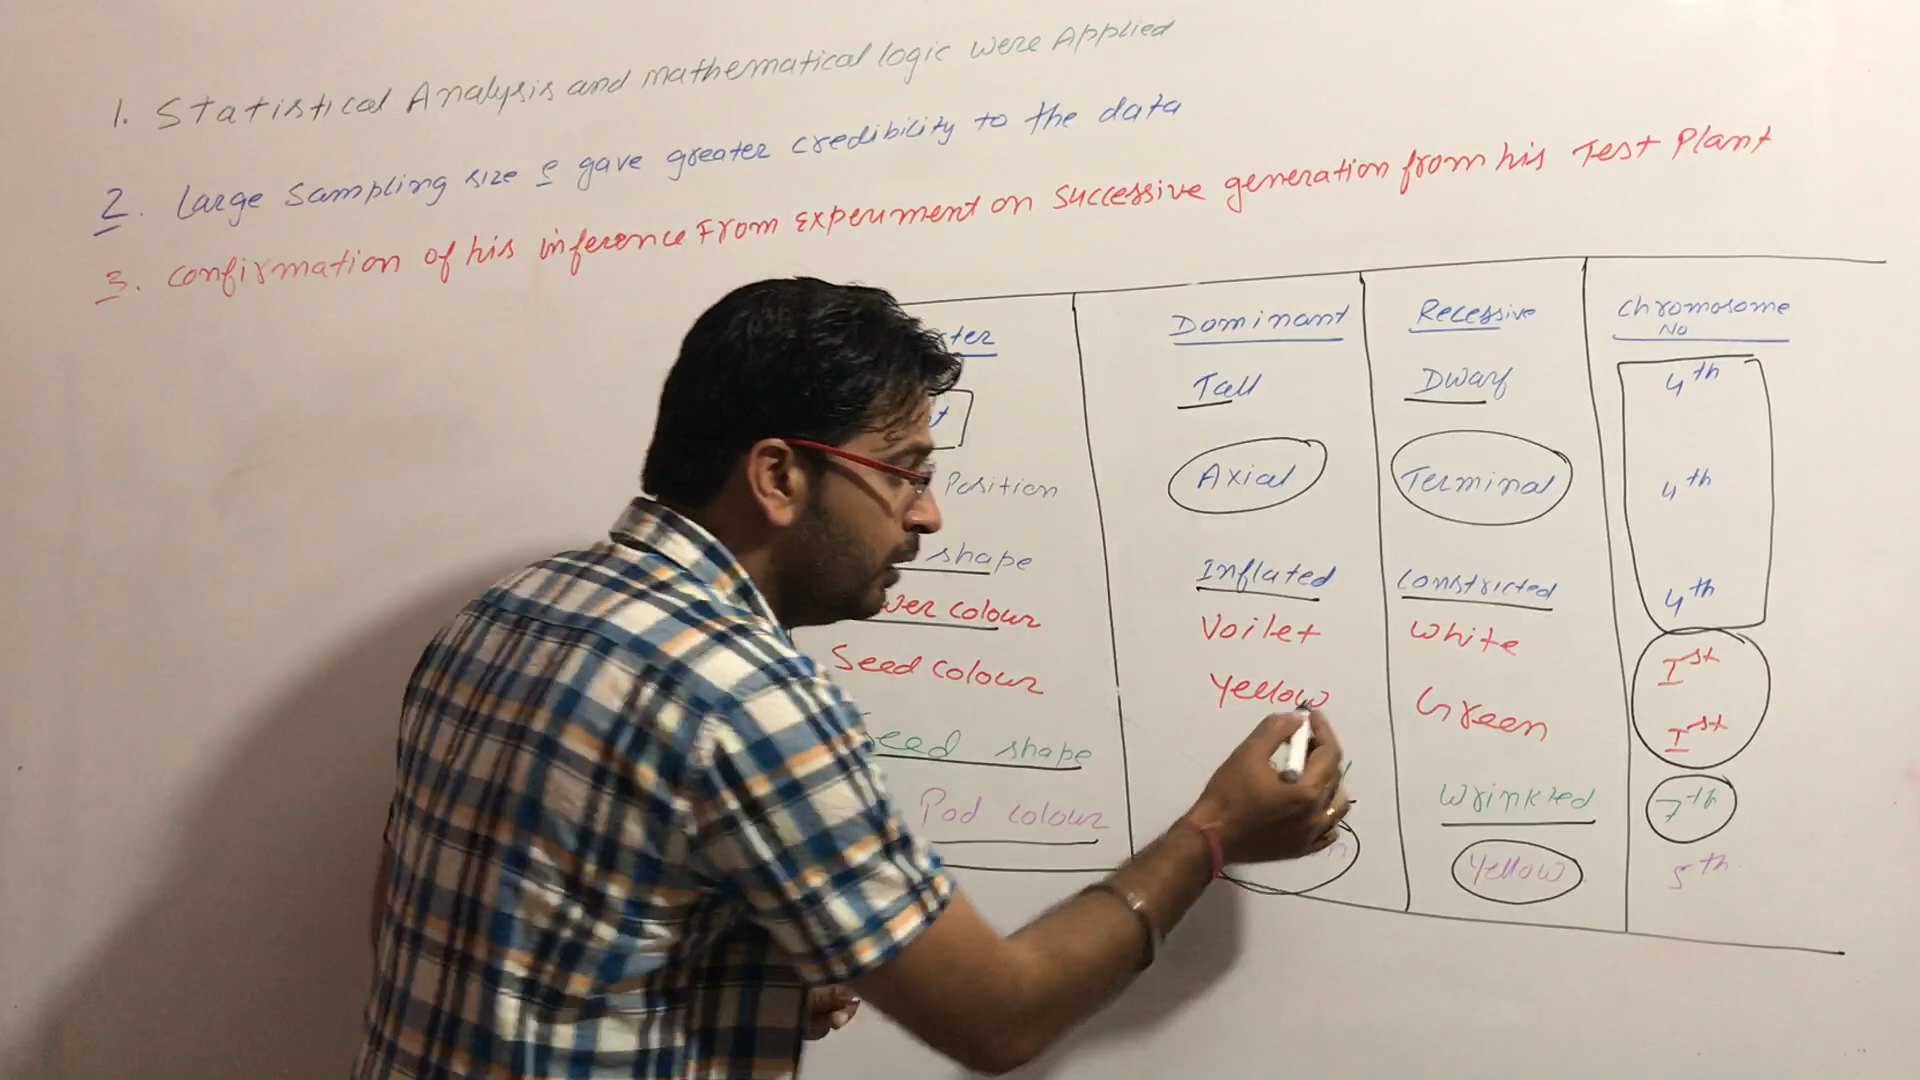 1. Statistical Analysis and mathematical logic were Applied
2. Large sampling size e gave greater credibility to the data
3. Confirmation of his inference From Experiment on Successive generation from his Test Plant
Dominant Recessive Chromosome No
Tall Dwarf 4th
Position Axial Terminal 4th
shape Inflated Constricted 4th
colour Voilet White Ist
Seed colour Yellow Green Ist
shape Wrinkled 7th
Pod colour Yellow 5th